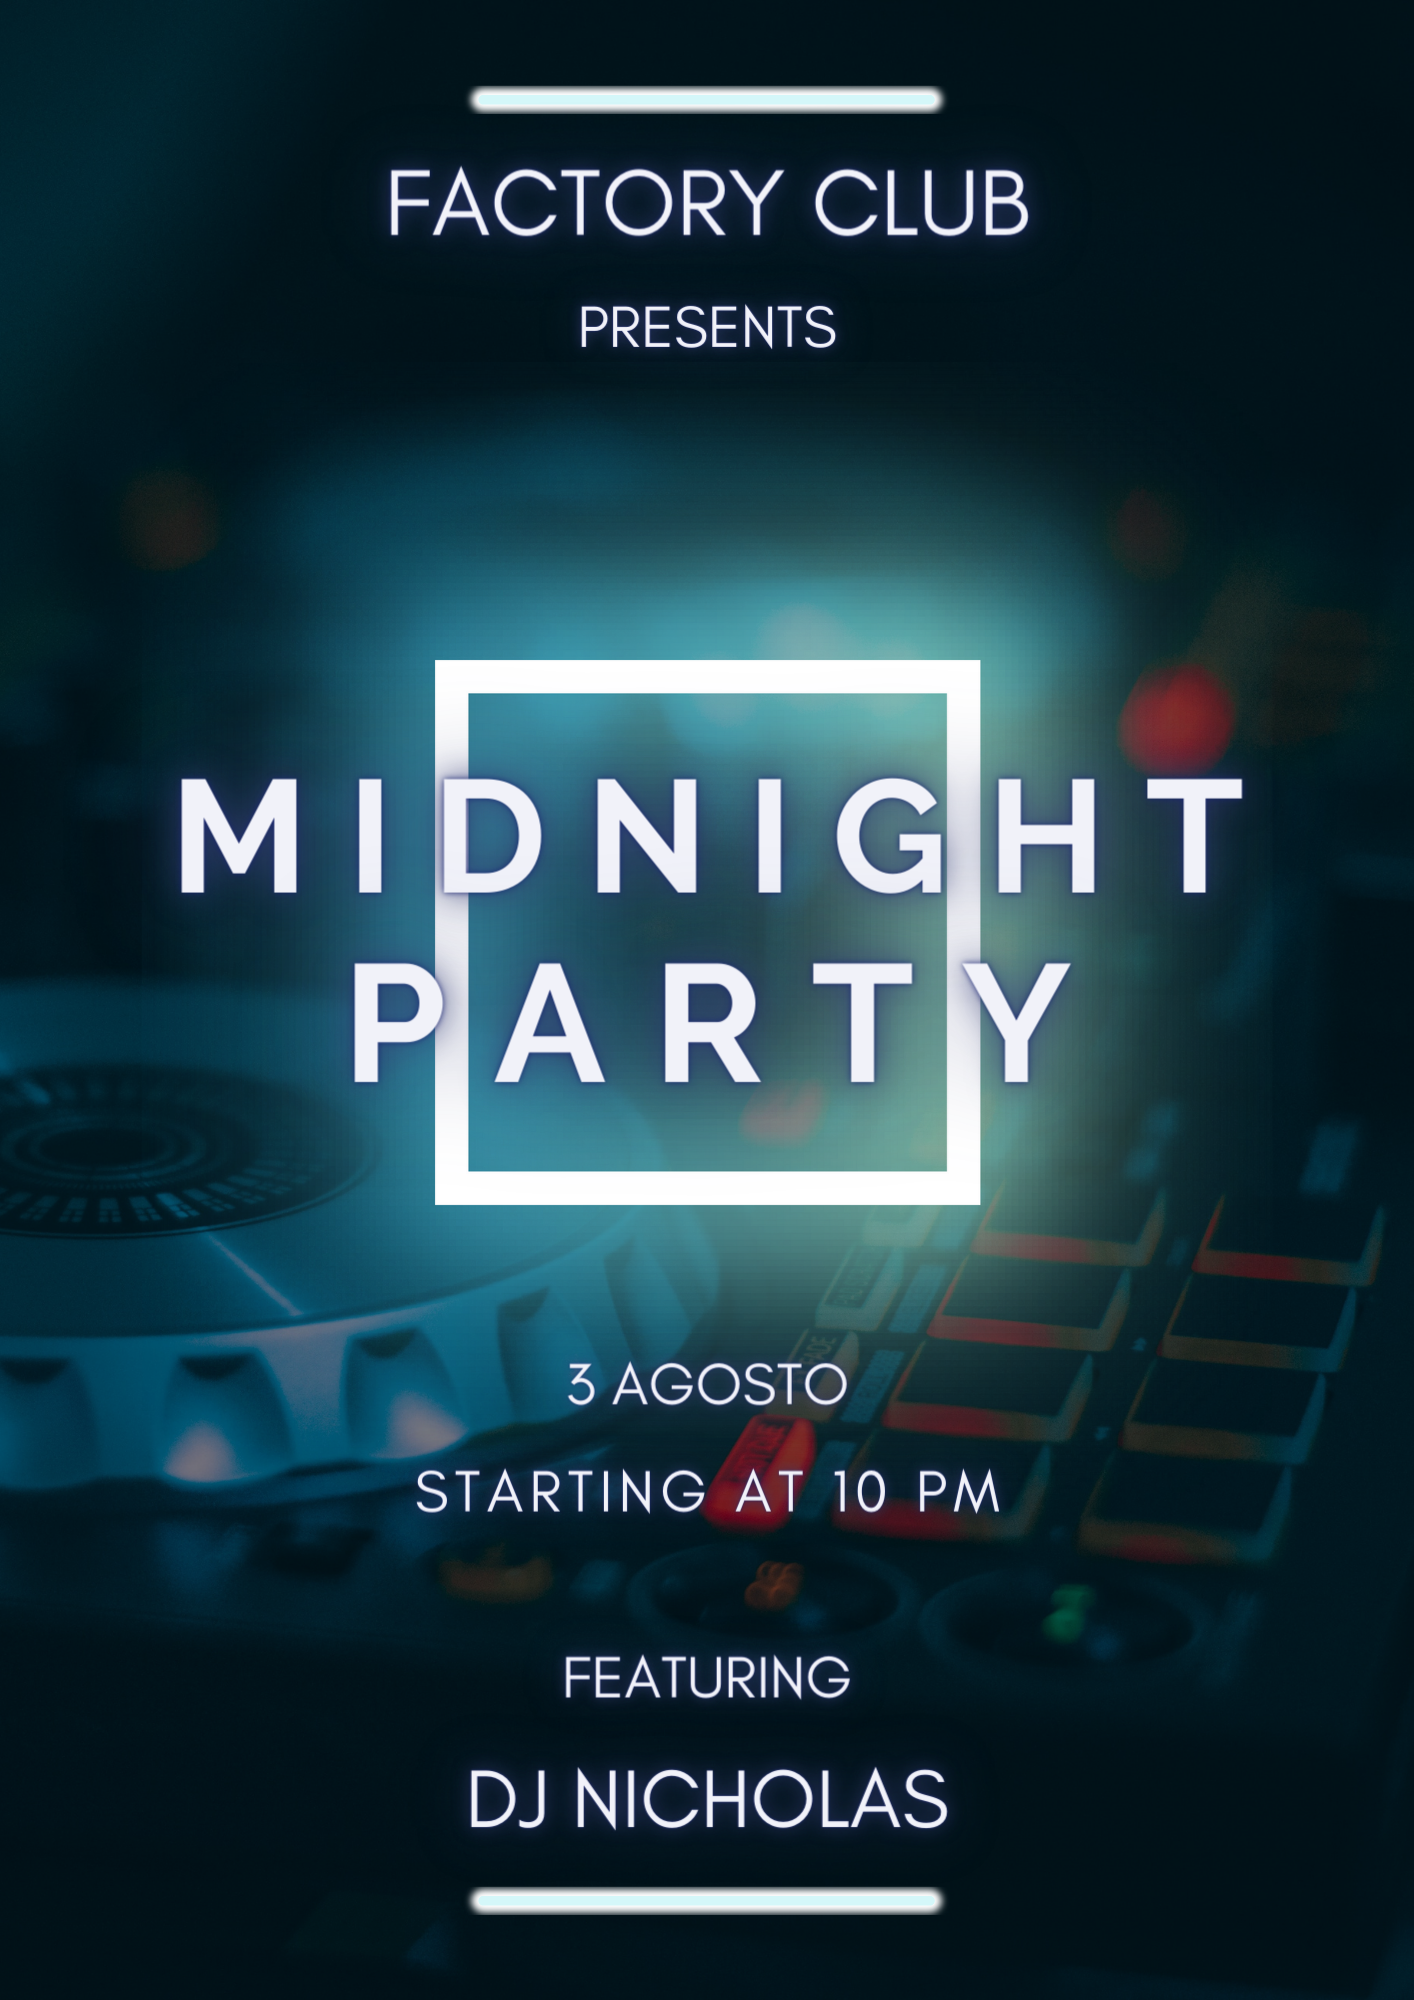 FACTORY CLUB
PRESENTS
MIDNIGHT
PARTY
3 AGOSTO
STARTING AT 10 PM
FEATURING
DJ NICHOLAS